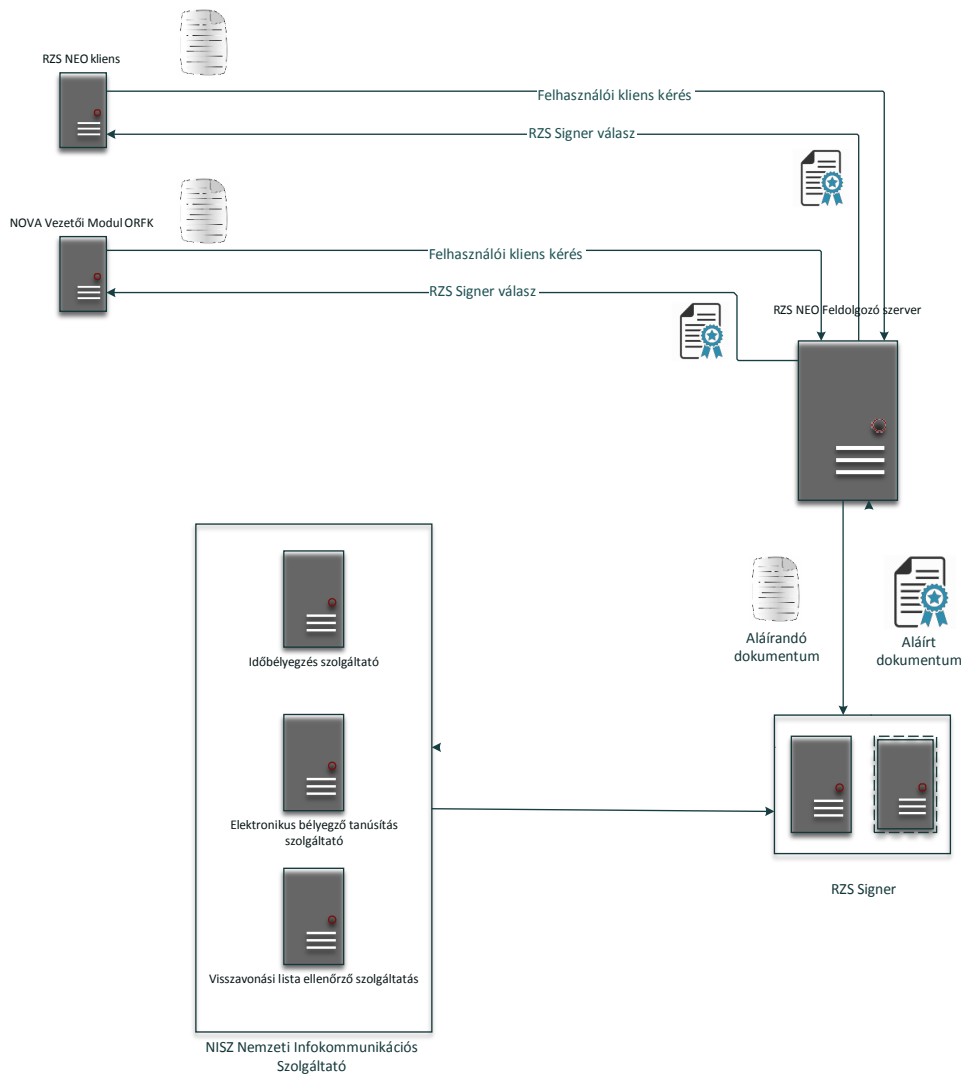 RZS NEO kliens
Felhasználói kliens kérés
RZS Signer válasz
NOVA Vezetői Modul ORFK
Felhasználói kliens kérés
RZS Signer válasz
RZS NEO Feldolgozó szerver
Aláírandó
dokumentum
Aláírt
dokumentum
Időbélyegzés szolgáltató
Elektronikus bélyegző tanúsítás
szolgáltató
Visszavonási lista ellenőrző szolgáltatás
RZS Signer
NISZ Nemzeti Infokommunikációs
Szolgáltató